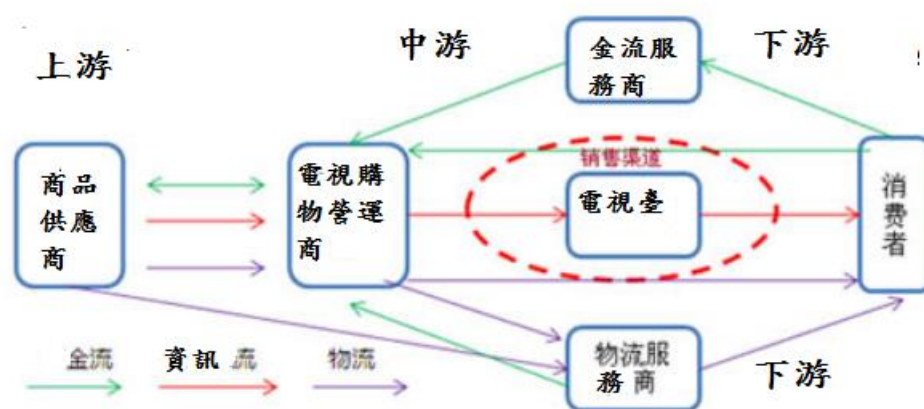 上游
中游
金流服
務商
下游
商品
供應
商
電視購
物營運
商
销售渠道
電視臺
消费者
物流服
務商
下游
金流
資訊 流
物流